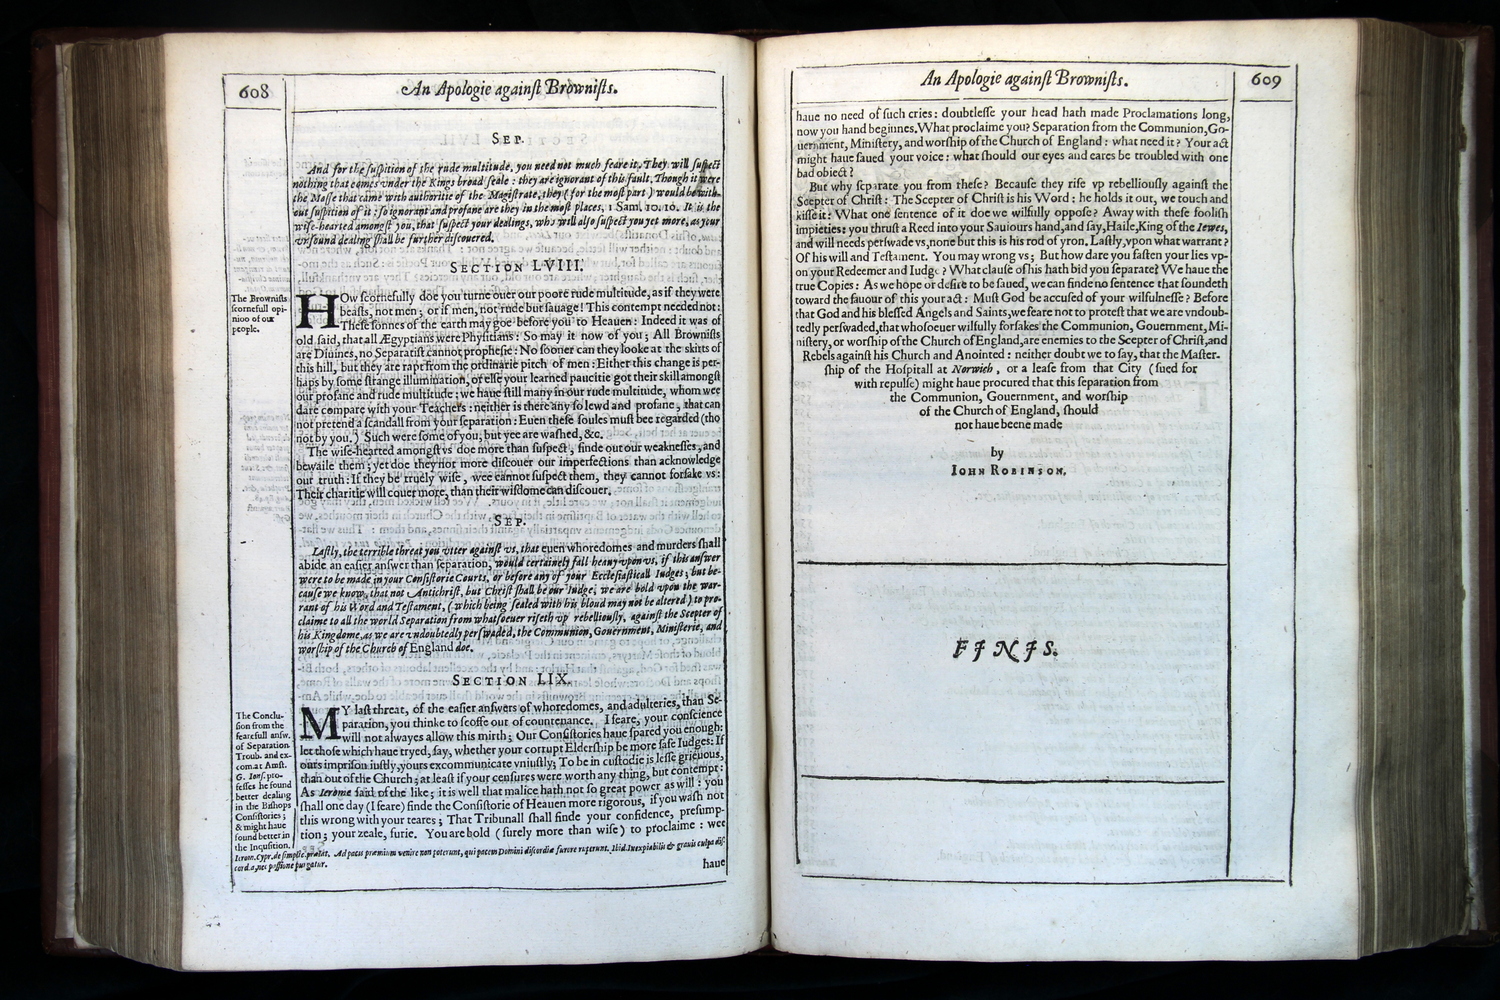 608
An Apologie against Brownists.
SEP.
And for the suspition of the rude multitude, you need not much feare it. They will suspect
nothing that comes vnder the Kings broad seale: they are ignorant of this fault. Though it were
the Masse that came with authoritie of the Magistrate, they (for the most part) would be with-
out suspition of it: so ignorant and profane are they in the most places. 1 Sam. 10. 16. It is the
wise-hearted amongst you, that suspect your dealings, who will also suspect you yet more, as your
vnsound dealing shall be further discouered.
SECTION LVIII.
The Brownists
scornefull opi-
nion of our
people.
HOw scornefully doe you turne ouer our poore rude multitude, as if they were
beasts, not men; or if men, not rude but sauage! This contempt needed not:
These sonnes of the earth may goe before you to Heauen: Indeed it was of
old said, that all Ægyptians were Physitians: So may it now of you; All Brownists
are Diuines, no Separatist cannot prophesie: No sooner can they looke at the skirts of
this hill, but they are rapt from the ordinarie pitch of men: Either this change is per-
haps by some strange illumination, or else your learned paucitie got their skill amongst
our profane and rude multitude; we haue still many in our rude multitude, whom wee
dare compare with your Teachers: neither is there any so lewd and profane, that can
not pretend a scandall from your separation: Euen these soules must bee regarded (tho
not by you.) Such were some of you, but yee are washed, &c.
The wise-hearted amongst vs doe more than suspect, finde out our weaknesses, and
bewaile them; yet doe they not more discouer our imperfections than acknowledge
our truth: If they be truely wise, wee cannot suspect them, they cannot forsake vs:
Their charitie will couer more, than their wisdome can discouer.
SEP.
Lastly, the terrible threat you vtter against vs, that euen whoredomes and murders shall
abide an easier answer than separation, would certainely fall heauy vpon vs, if this answer
were to be made in your Consistorie Courts, or before any of your Ecclesiasticall Iudges; but be-
cause we know, that not Antichrist, but Christ shall be our Iudge, we are bold vpon the war-
rant of his Word and Testament, (which being sealed with his bloud may not be altered) to pro-
claime to all the world Separation from whatsoeuer riseth vp rebelliously, against the Scepter of
his Kingdome, as we are vndoubtedly perswaded, the Communion, Gouernment, Ministerie, and
worship of the Church of England doe.
SECTION LIX.
The Conclu-
sion from the
fearefull answ.
of Separation.
Troub. and ex-
com. at Amst.
G. Ions. pro-
fesses he found
better dealing
in the Bishops
Consistories;
& might haue
found better in
the Inquisition.
MY last threat, of the easier answers of whoredomes, and adulteries, than Se-
paration, you thinke to scoffe out of countenance. I feare, your conscience
will not alwayes allow this mirth; Our Consistories haue spared you enough:
let those which haue tryed, say, whether your corrupt Eldership be more safe Iudges: If
ours imprison iustly, yours excommunicate vniustly; To be in custodie is lesse grieuous,
than out of the Church; at least if your censures were worth any thing, but contempt:
As Ierome said of the like; it is well that malice hath not so great power as will: you
shall one day (I feare) finde the Consistorie of Heauen more rigorous, if you wash not
this wrong with your teares; That Tribunall shall finde your confidence, presump-
tion; your zeale, furie. You are bold (surely more than wise) to proclaime: wee
Ierom. Cypr. de simplic. prælat. Ad pacis præmium venire non poterunt, qui pacem Domini discordiæ furore ruperunt. Ibid. Inexpiabilis & grauis culpa dis-
cordiæ, nec passione purgatur.
haue
An Apologie against Brownists.
609
haue no need of such cries: doubtlesse your head hath made Proclamations long,
now you hand beginnes. What proclaime you? Separation from the Communion, Go-
uernment, Ministery, and worship of the Church of England: what need it? Your act
might haue saued your voice: what should our eyes and eares be troubled with one
bad obiect?
But why separate you from these? Because they rise vp rebelliously against the
Scepter of Christ: The Scepter of Christ is his Word: he holds it out, we touch and
kisse it: What one sentence of it doe we wilfully oppose? Away with these foolish
impieties: you thrust a Reed into your Sauiours hand, and say, Haile, King of the Iewes,
and will needs perswade vs, none but this is his rod of yron. Lastly, vpon what warrant?
Of his will and Testament. You may wrong vs; But how dare you fasten your lies vp-
on your Redeemer and Iudge? What clause of his hath bid you separate? We haue the
true Copies: As we hope or desire to be saued, we can finde no sentence that soundeth
toward the fauour of this your act: Must God be accused of your wilfulnesse? Before
that God and his blessed Angels and Saints, we feare not to protest that we are vndoub-
tedly perswaded, that whosoeuer wilfully forsakes the Communion, Gouernment, Mi-
nistery, or worship of the Church of England, are enemies to the Scepter of Christ, and
Rebels against his Church and Anointed: neither doubt we to say, that the Master-
ship of the Hospitall at Norwich, or a lease from that City (sued for
with repulse) might haue procured that this separation from
the Communion, Gouernment, and worship
of the Church of England, should
not haue beene made
by
IOHN ROBINSON.
FINIS.